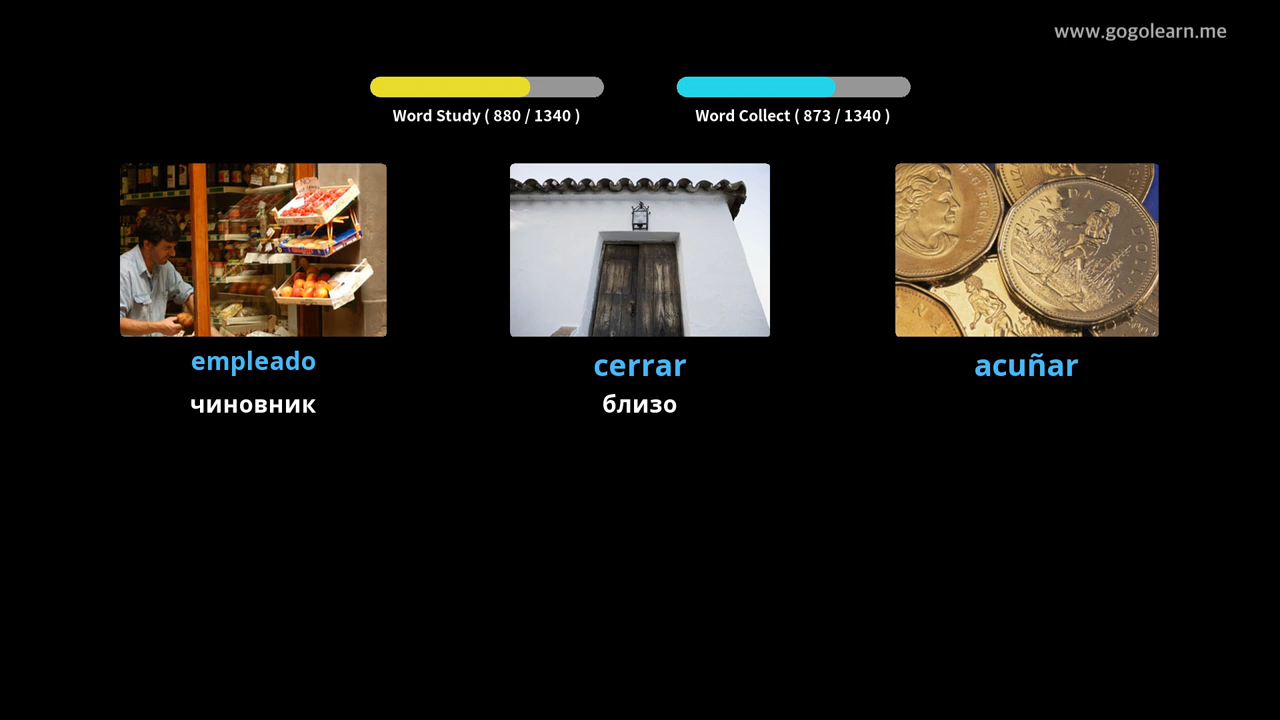 www.gogolearn.me
Word Study ( 880 / 1340 )
Word Collect ( 873 / 1340 )
empleado
cerrar
acuñar
чиновник
близо